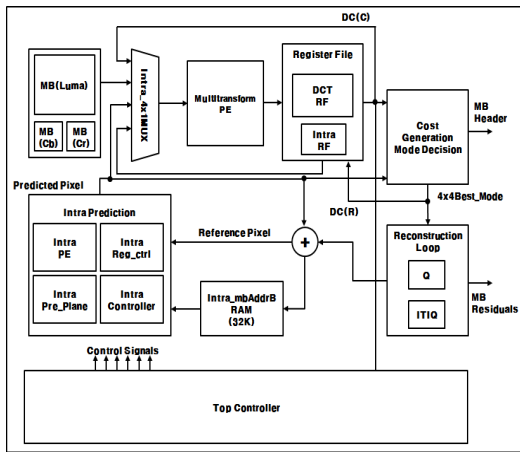 DC(C)
Register File
MB(Luma)
Intra_4x1MUX
Multitransform
PE
DCT
RF
Cost
Generation
Mode Decision
MB
Header
MB
(Cb)
MB
(Cr)
Intra
RF
Predicted Pixel
4x4Best_Mode
DC(R)
Intra Prediction
Reference Pixel
Reconstruction
Loop
Intra
PE
Intra
Reg_ctrl
+
Q
Intra
Pre_Plane
Intra
Controller
Intra_mbAddrB
RAM
(32K)
ITIQ
MB
Residuals
Control Signals
Top Controller